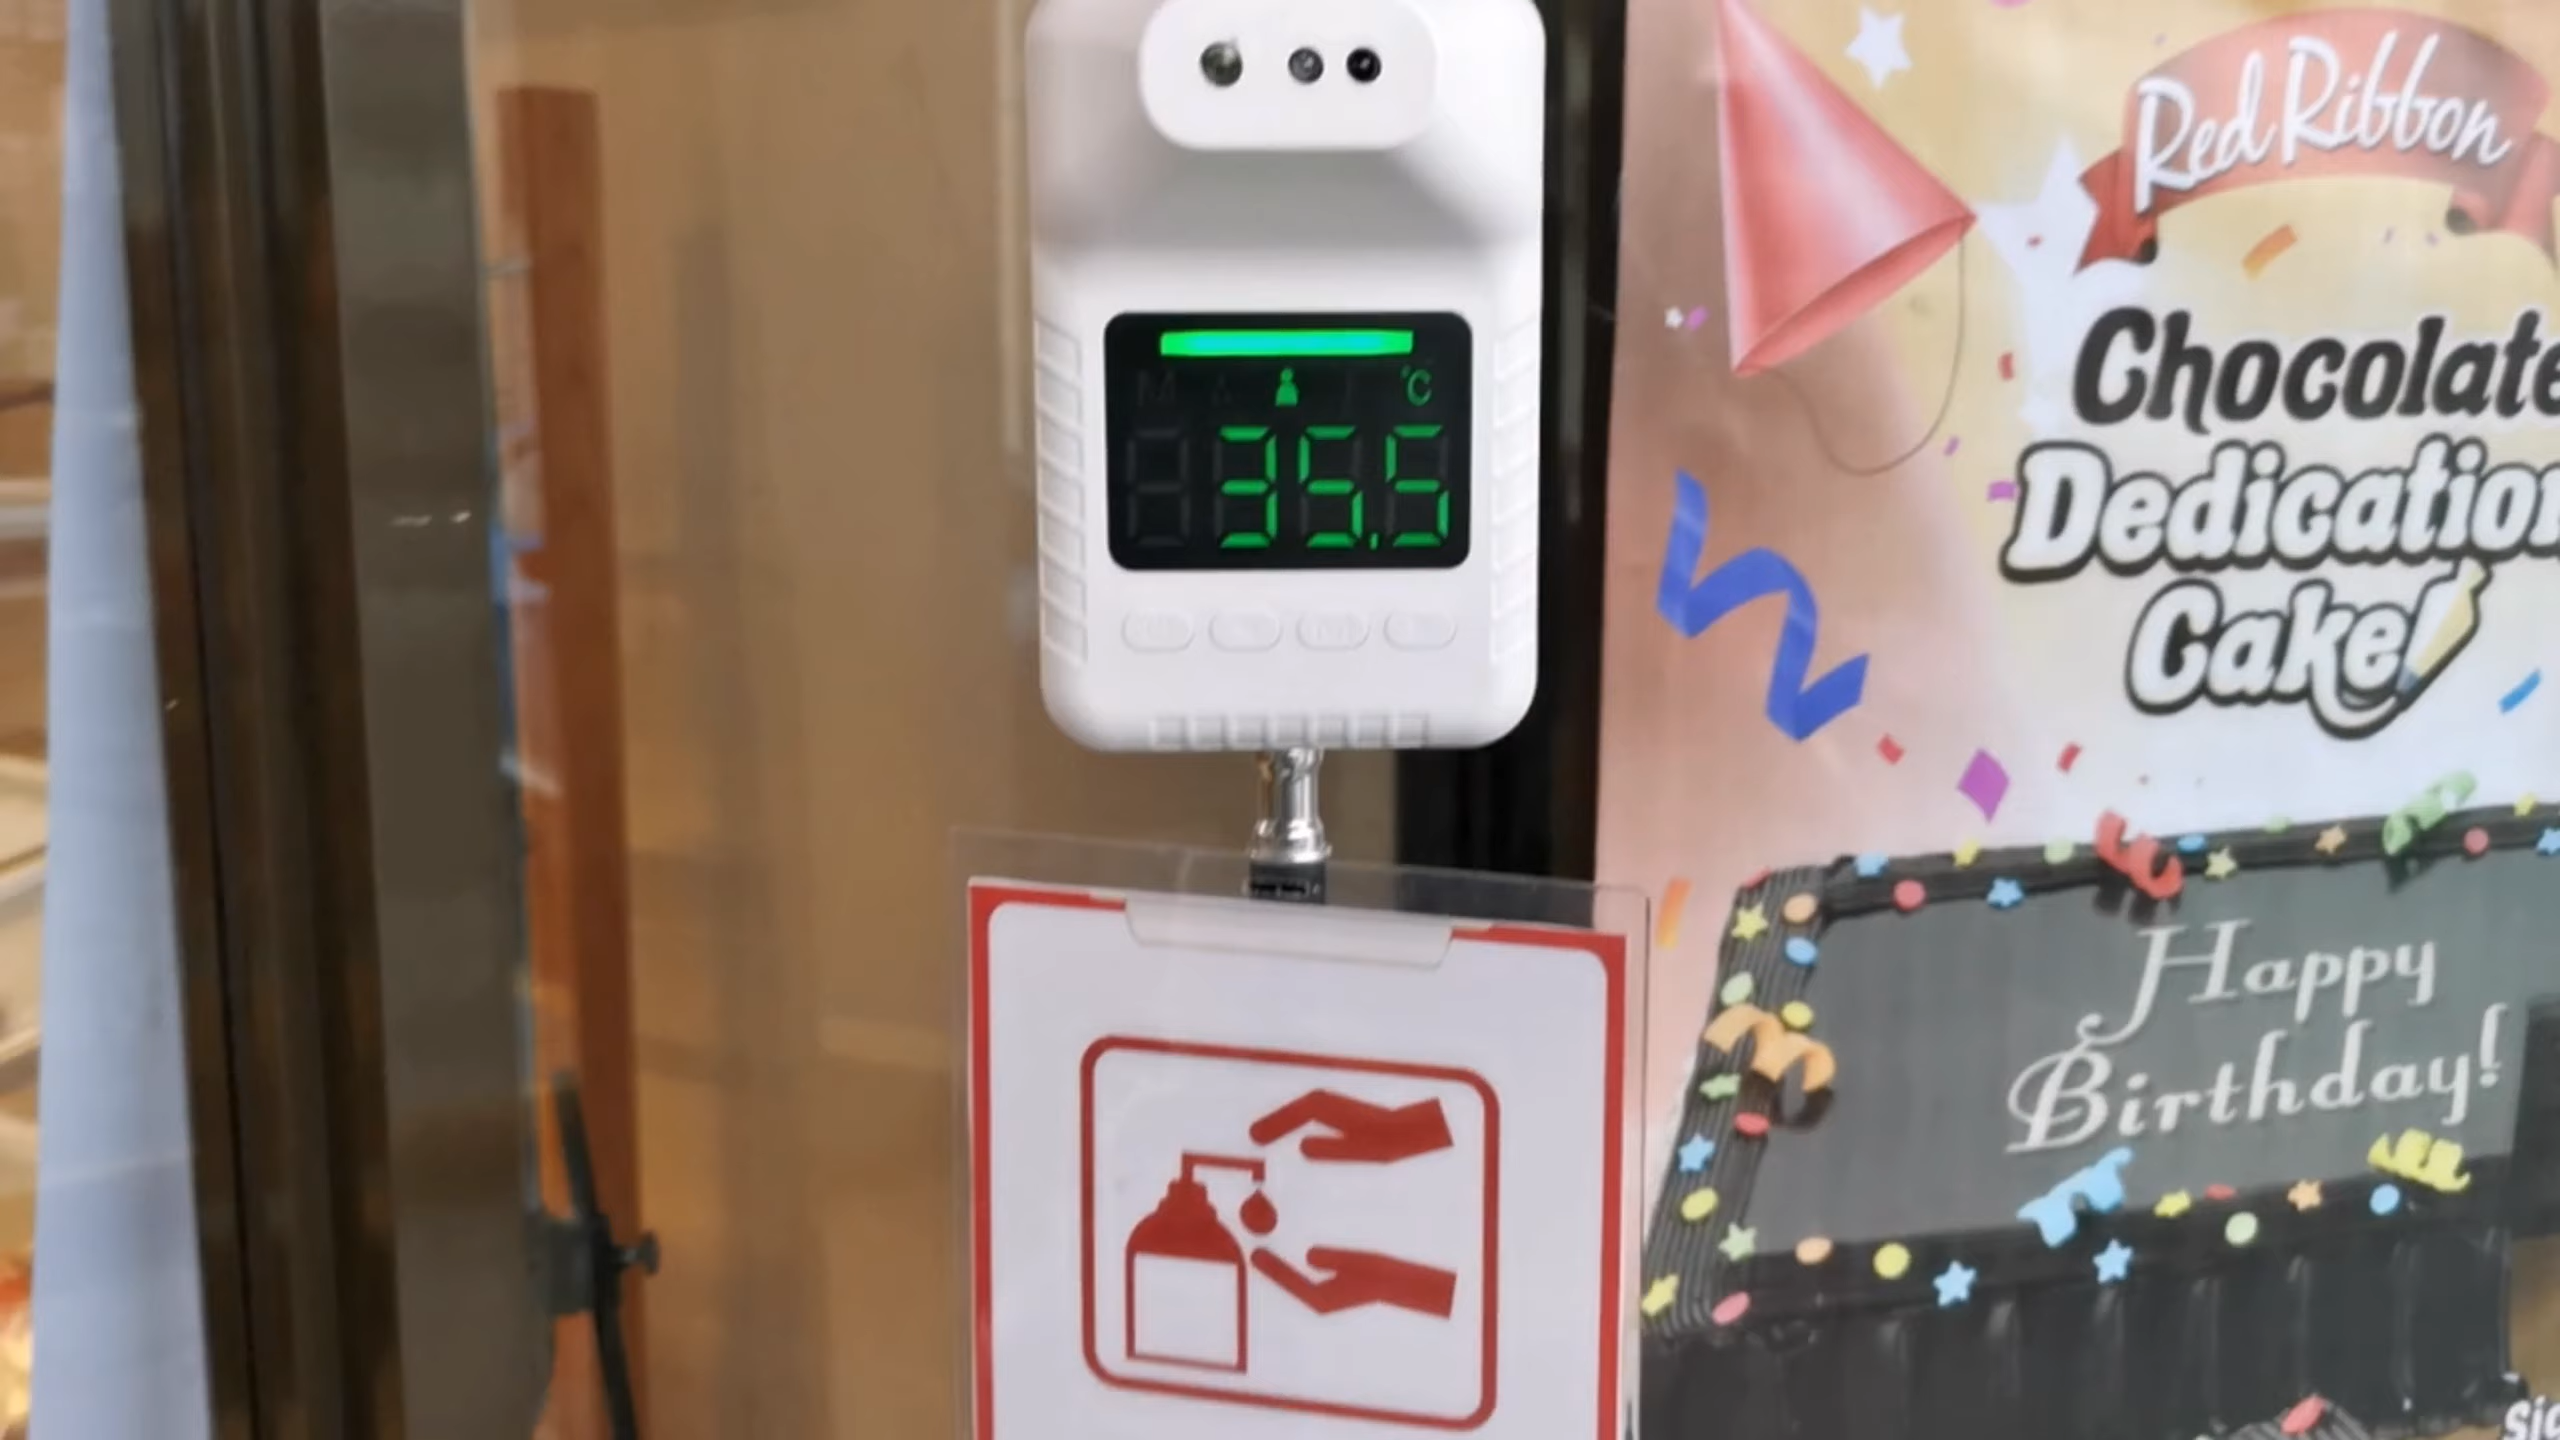 °C
35.5
Red Ribbon
Chocolate
Dedication
Cake!
Happy
Birthday!